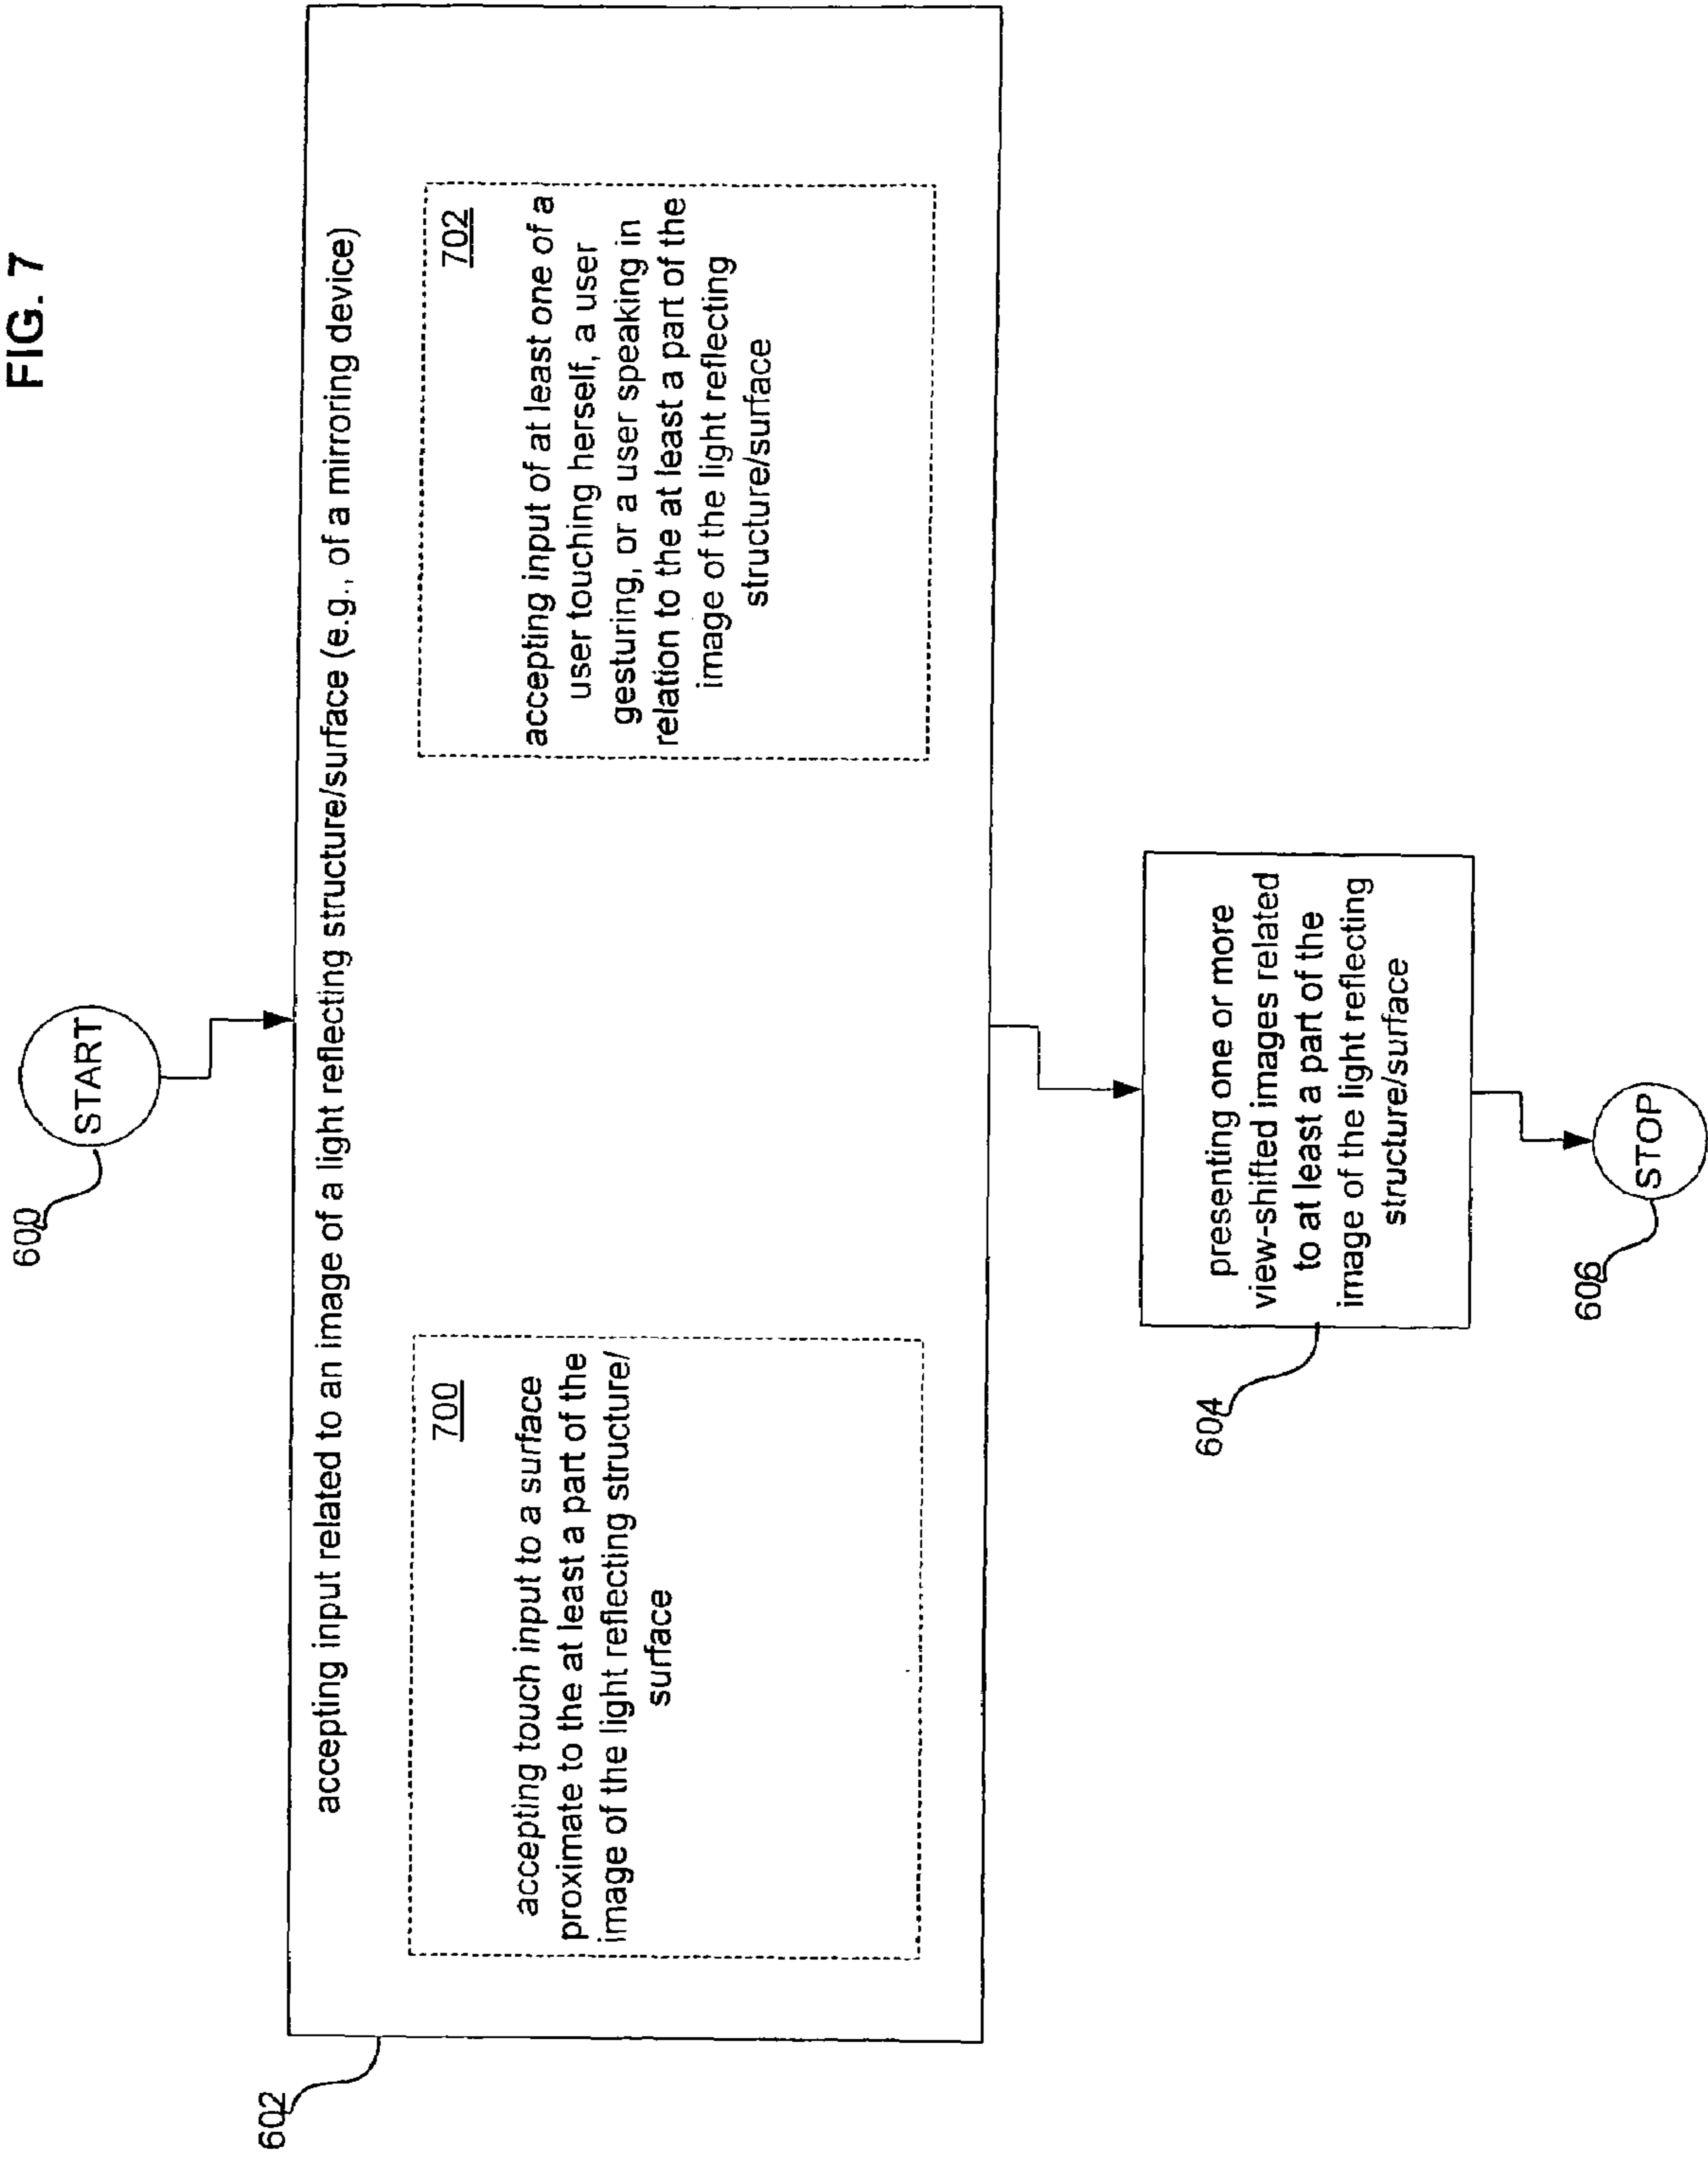 FIG. 7
600
START
602
accepting input related to an image of a light reflecting structure/surface (e.g., of a mirroring device)
700
accepting touch input to a surface
proximate to the at least a part of the
image of the light reflecting structure/
surface
702
accepting input of at least one of a
user touching herself, a user
gesturing, or a user speaking in
relation to the at least a part of the
image of the light reflecting
structure/surface
604
presenting one or more
view-shifted images related
to at least a part of the
image of the light reflecting
structure/surface
606
STOP